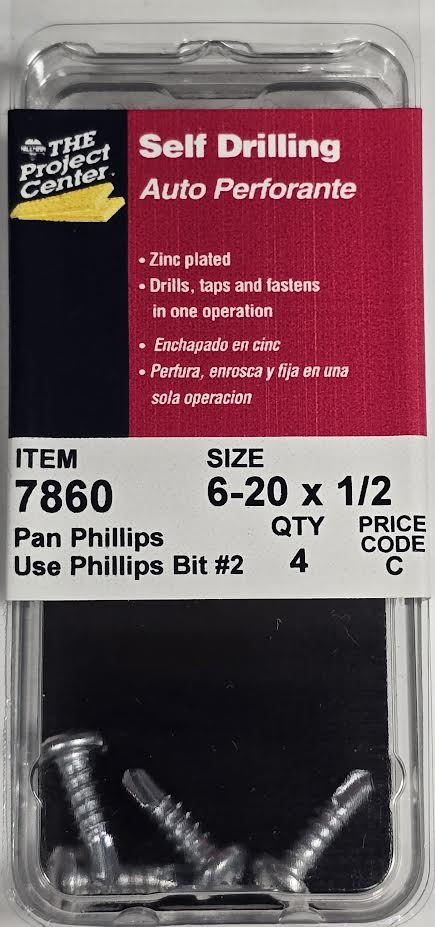 HILLMAN
THE
Project
Center.
Self Drilling
Auto Perforante
• Zinc plated
• Drills, taps and fastens
in one operation
• Enchapado en cinc
• Perfura, enrosca y fija en una
sola operacion
ITEM
7860
SIZE
6-20 x 1/2
Pan Phillips
Use Phillips Bit #2
QTY
4
PRICE
CODE
C